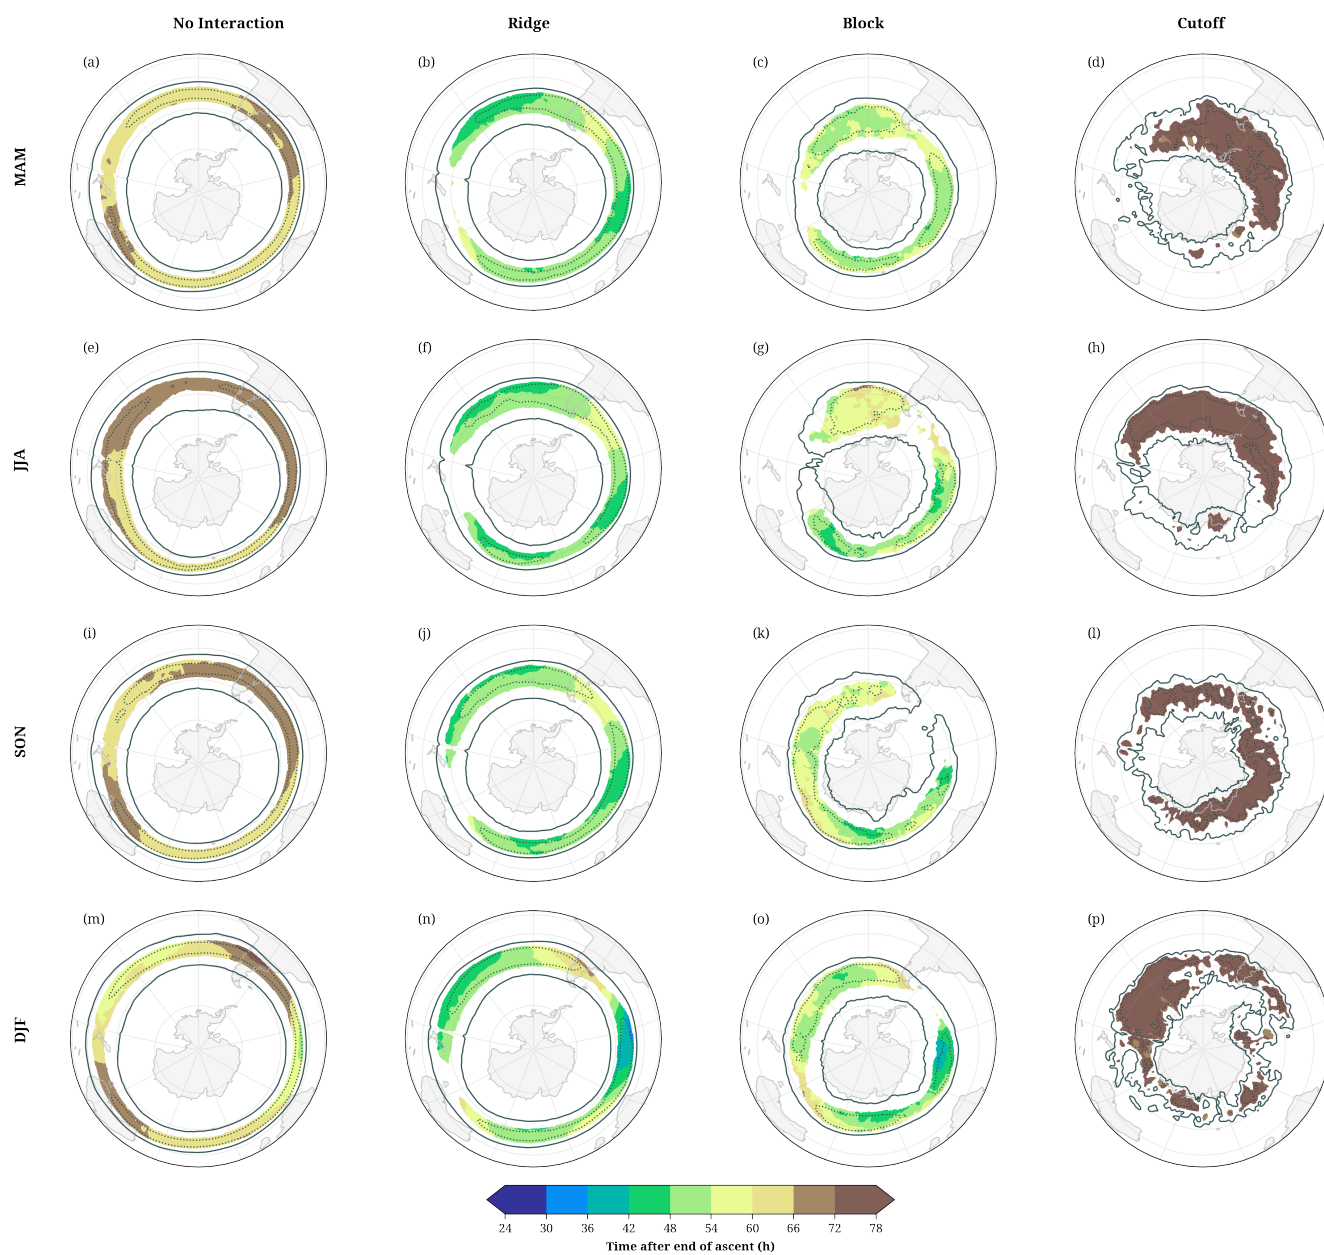 No Interaction Ridge Block Cutoff
(a) (b) (c) (d)
MAM
(e) (f) (g) (h)
JJA
(i) (j) (k) (l)
SON
(m) (n) (o) (p)
DJF
24 30 36 42 48 54 60 66 72 78
Time after end of ascent (h)